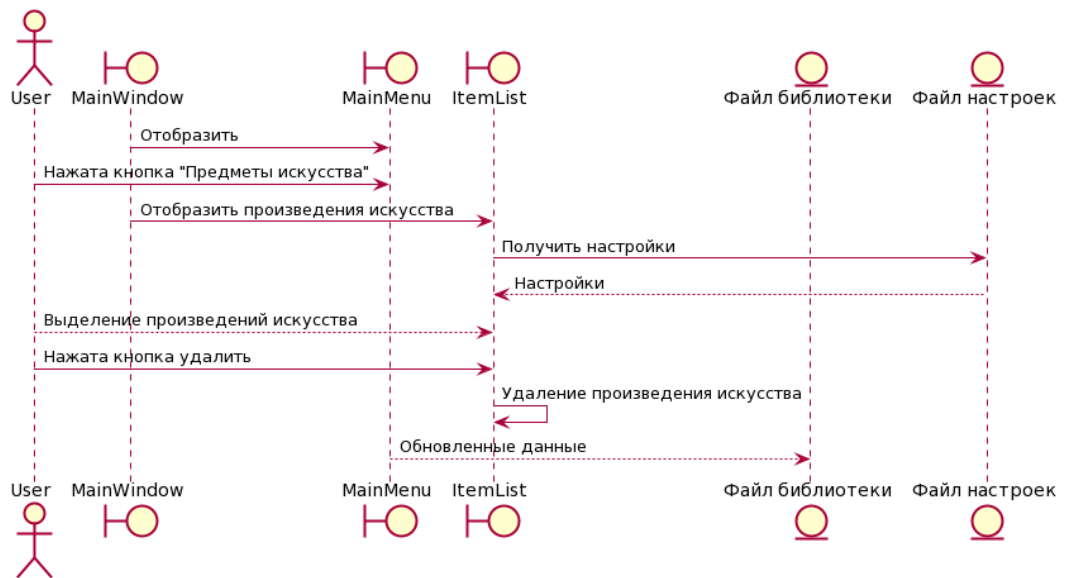 User MainWindow MainMenu ItemList Файл библиотеки Файл настроек
Отобразить
Нажата кнопка "Предметы искусства"
Отобразить произведения искусства
Получить настройки
Настройки
Выделение произведений искусства
Нажата кнопка удалить
Удаление произведения искусства
Обновленные данные
User MainWindow MainMenu ItemList Файл библиотеки Файл настроек